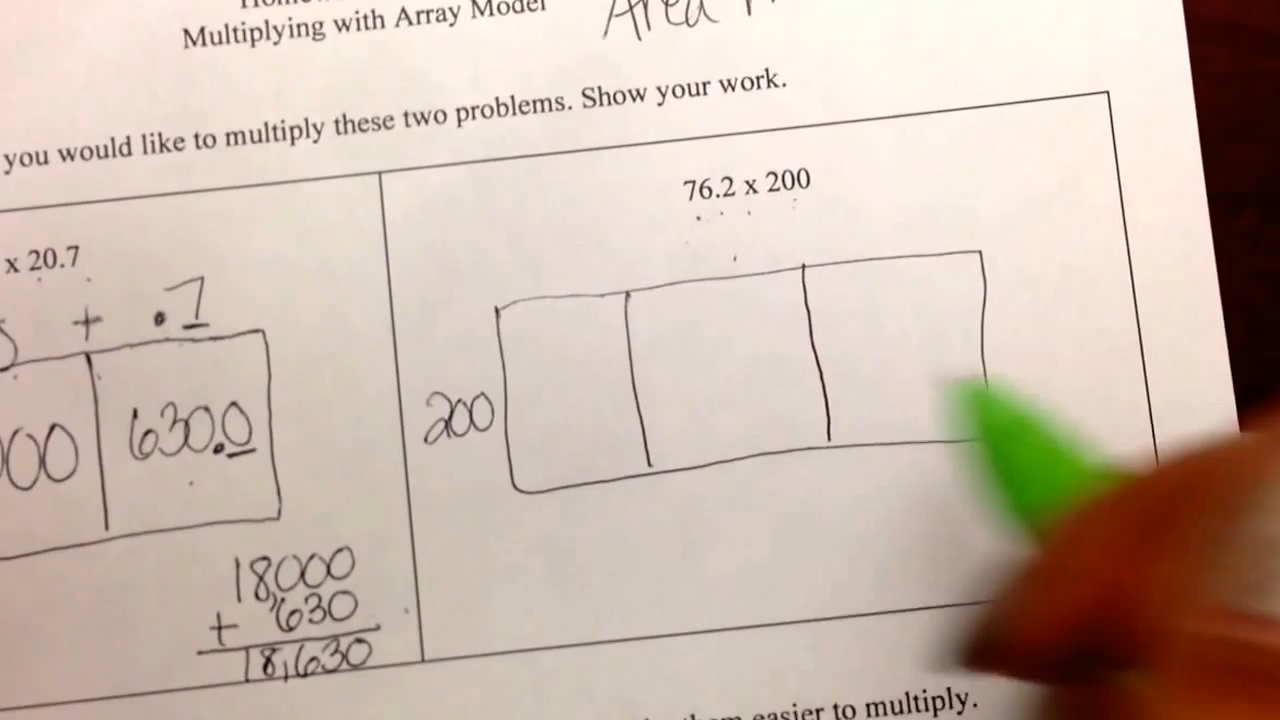 Multiplying with Array Model
Area
you would like to multiply these two problems. Show your work.
x 20.7
+ .7
00
630.0
18,000
+ 630
18,630
76.2 x 200
200
easier to multiply.